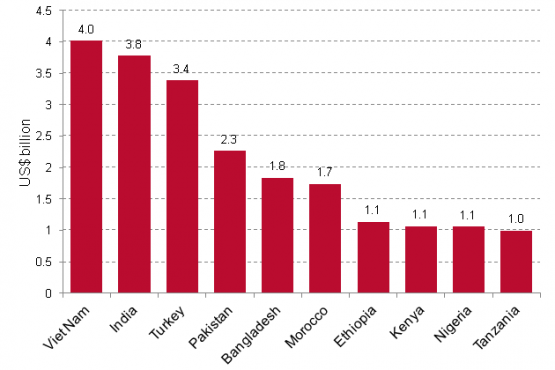 US$ billion
4.5
4
3.5
3
2.5
2
1.5
1
0.5
0
4.0
3.8
3.4
2.3
1.8
1.7
1.1
1.1
1.1
1.0
Viet Nam
India
Turkey
Pakistan
Bangladesh
Morocco
Ethiopia
Kenya
Nigeria
Tanzania